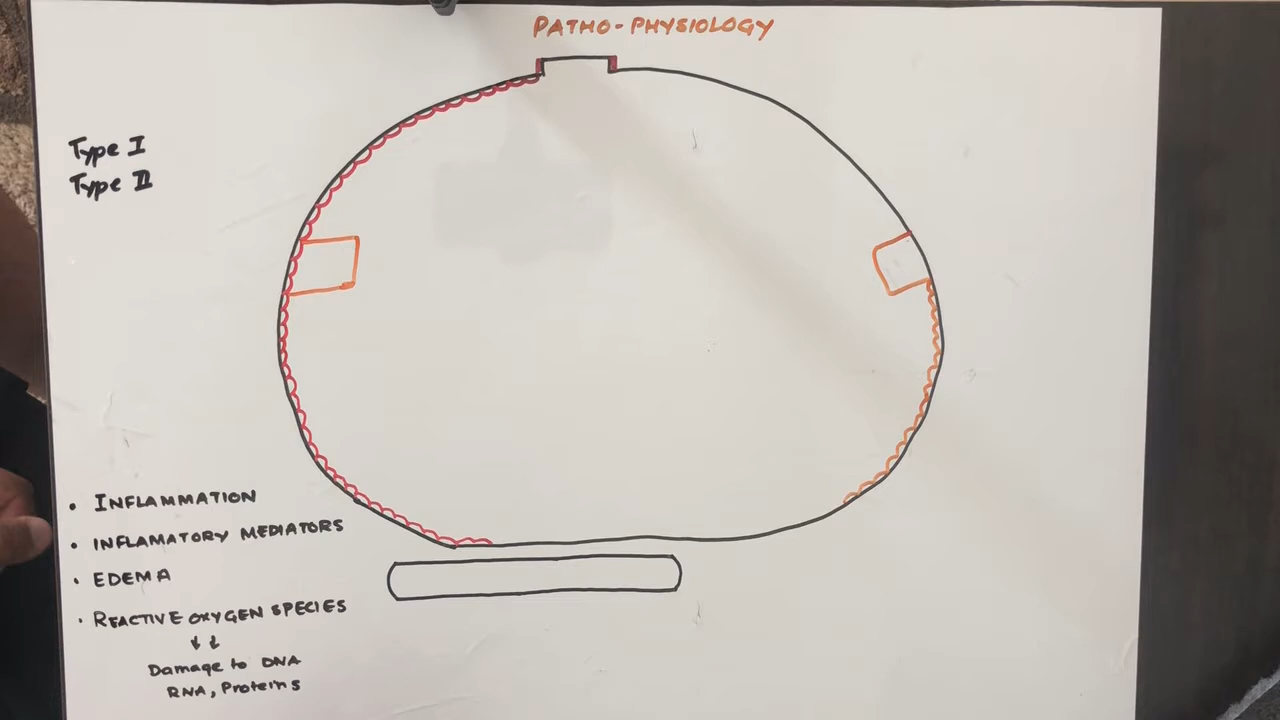 PATHO-PHYSIOLOGY
Type I
Type II
• INFLAMMATION
• INFLAMATORY MEDIATORS
• EDEMA
• REACTIVE OXYGEN SPECIES
↓ ↓
Damage to DNA
RNA, Proteins